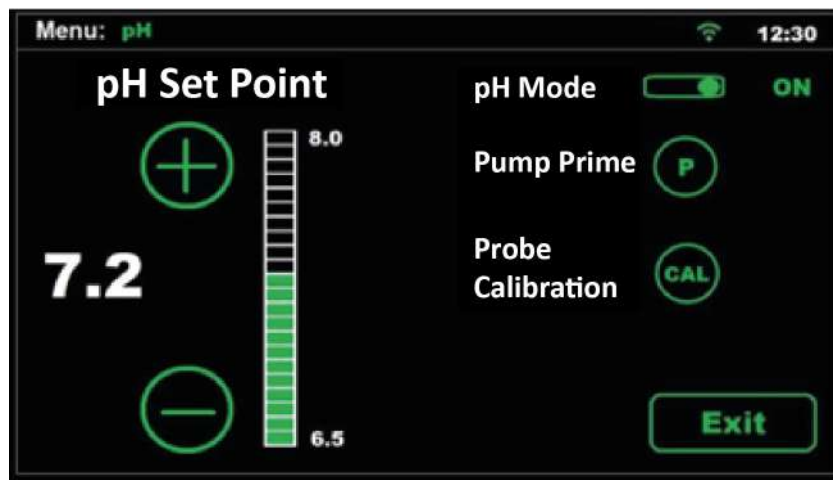 Menu: pH
12:30
pH Set Point
8.0
7.2
6.5
pH Mode
ON
Pump Prime
P
Probe
Calibration
CAL
Exit